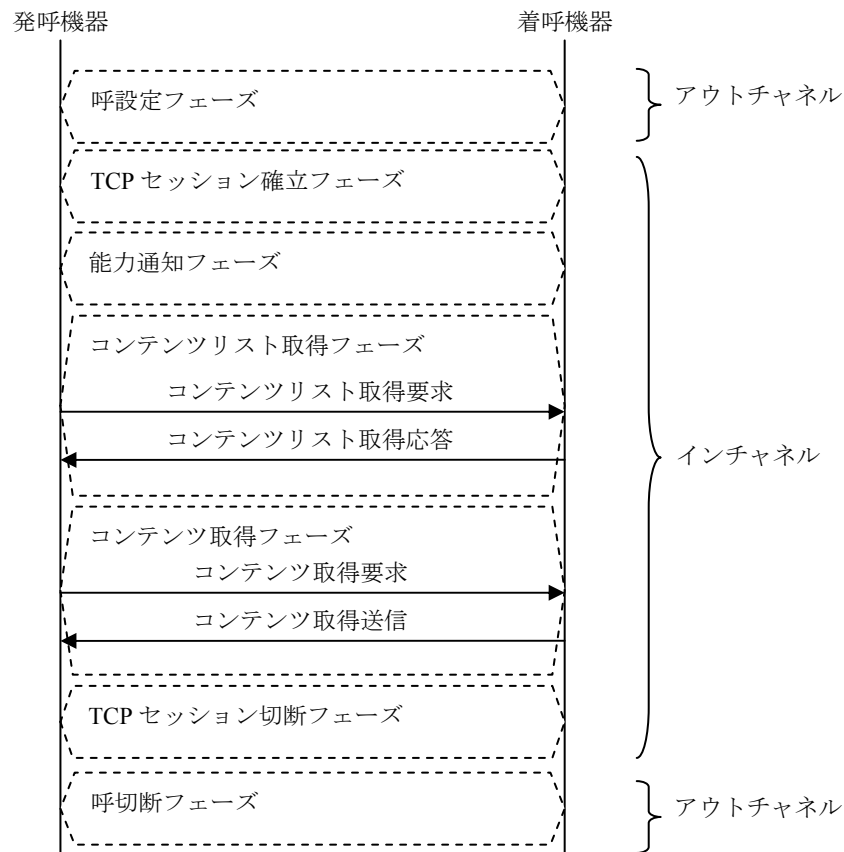 発呼機器
着呼機器
呼設定フェーズ
アウトチャネル
TCP セッション確立フェーズ
能力通知フェーズ
コンテンツリスト取得フェーズ
コンテンツリスト取得要求
コンテンツリスト取得応答
インチャネル
コンテンツ取得フェーズ
コンテンツ取得要求
コンテンツ取得送信
TCP セッション切断フェーズ
呼切断フェーズ
アウトチャネル